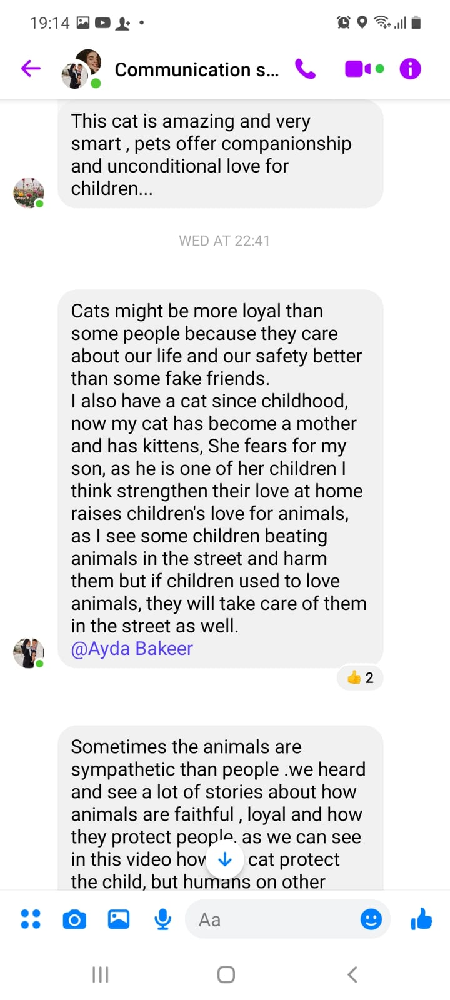 19:14
Communication s...
This cat is amazing and very
smart , pets offer companionship
and unconditional love for
children...
WED AT 22:41
Cats might be more loyal than
some people because they care
about our life and our safety better
than some fake friends.
I also have a cat since childhood,
now my cat has become a mother
and has kittens, She fears for my
son, as he is one of her children I
think strengthen their love at home
raises children's love for animals,
as I see some children beating
animals in the street and harm
them but if children used to love
animals, they will take care of them
in the street as well.
@Ayda Bakeer
👍 2
Sometimes the animals are
sympathetic than people .we heard
and see a lot of stories about how
animals are faithful , loyal and how
they protect people, as we can see
in this video how cat protect
the child, but humans on other
Aa